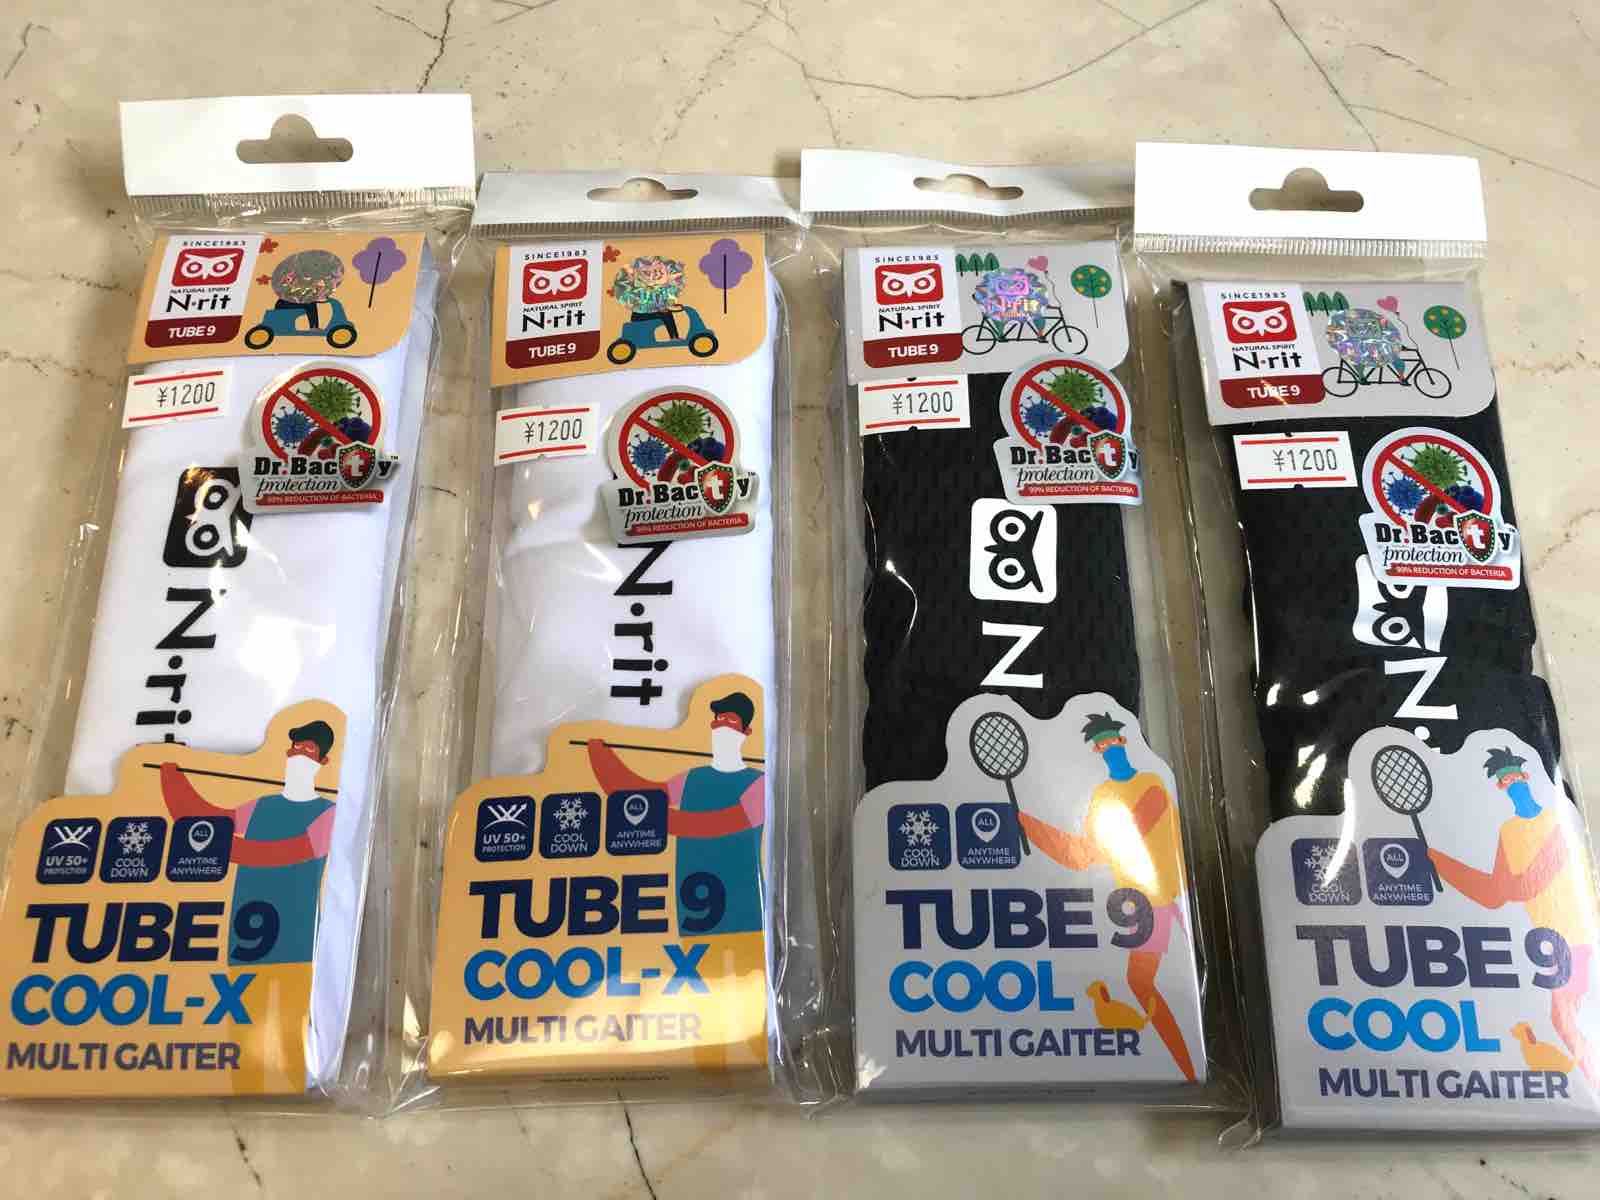 SINCE1983
NATURAL SPIRIT
N·rit
TUBE 9
¥1200
Dr.Bacty™
protection
99% REDUCTION OF BACTERIA
N·rit
UV 50+
PROTECTION
COOL
DOWN
ALL
ANYTIME
ANYWHERE
TUBE 9
COOL-X
MULTI GAITER
SINCE1983
NATURAL SPIRIT
N·rit
TUBE 9
¥1200
Dr.Bacty™
protection
99% REDUCTION OF BACTERIA
N·rit
UV 50+
PROTECTION
COOL
DOWN
ALL
ANYTIME
ANYWHERE
TUBE 9
COOL-X
MULTI GAITER
SINCE1983
NATURAL SPIRIT
N·rit
N·rit
TUBE 9
¥1200
Dr.Bacty
protection
99% REDUCTION OF BACTERIA
N
COOL
DOWN
ALL
ANYTIME
ANYWHERE
TUBE 9
COOL
MULTI GAITER
SINCE1983
NATURAL SPIRIT
N·rit
TUBE 9
¥1200
Dr.Bacty™
protection
99% REDUCTION OF BACTERIA
N
COOL
DOWN
ALL
ANYTIME
ANYWHERE
TUBE 9
COOL
MULTI GAITER